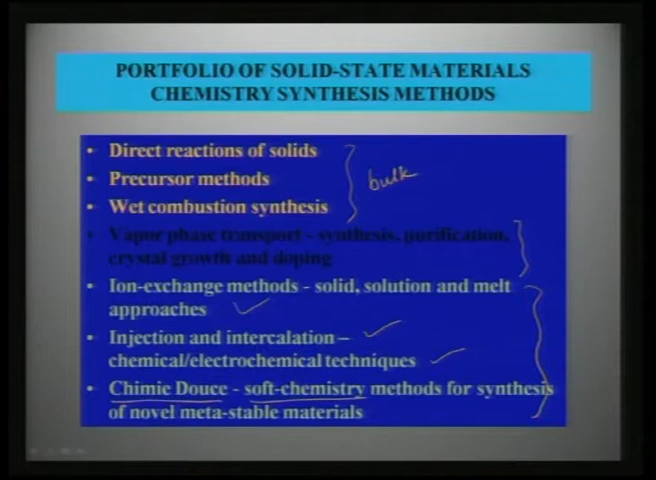 PORTFOLIO OF SOLID-STATE MATERIALS
CHEMISTRY SYNTHESIS METHODS
• Direct reactions of solids
• Precursor methods
• Wet combustion synthesis
bulk
• Vapor phase transport - synthesis, purification,
crystal growth and doping
• Ion-exchange methods - solid, solution and melt
approaches
• Injection and intercalation –
chemical/electrochemical techniques
• Chimie Douce - soft-chemistry methods for synthesis
of novel meta-stable materials